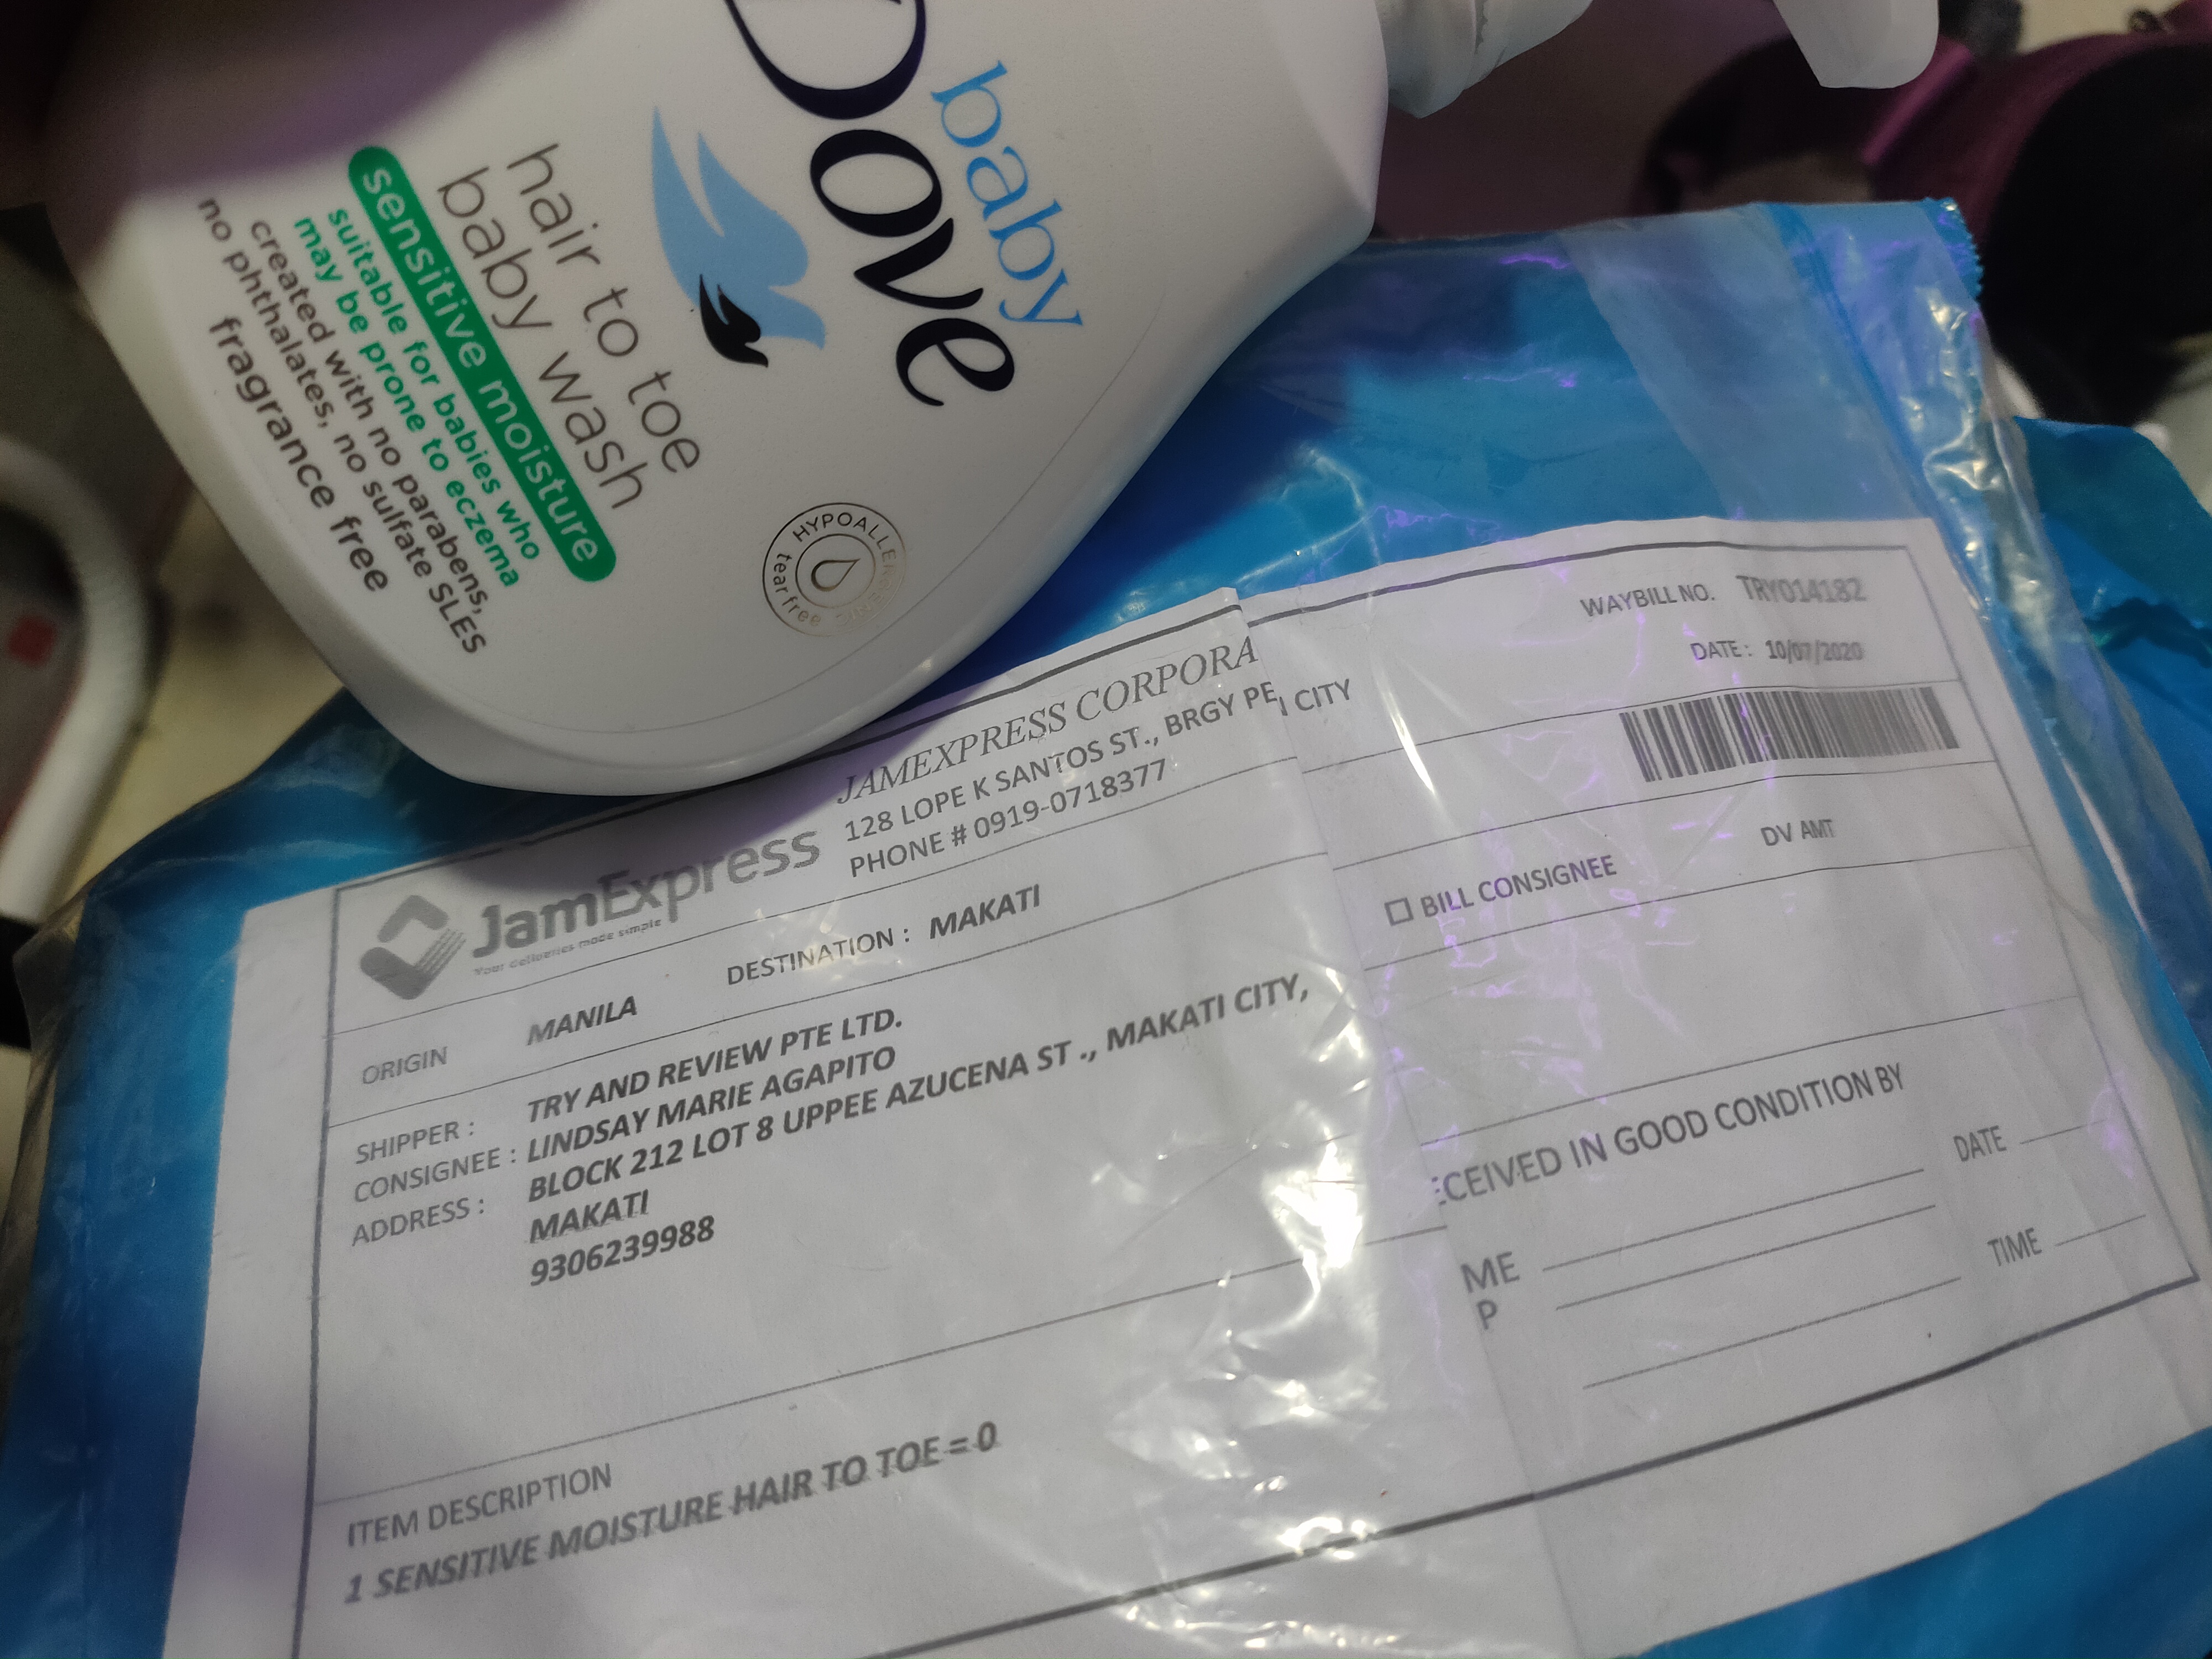 baby
Dove
hair to toe
baby wash
sensitive moisture
suitable for babies who
may be prone to eczema
created with no parabens,
no phthalates, no sulfate SLES
fragrance free
HYPOALLERGENIC
tear free
WAYBILL NO. TRY014182
DATE : 10/07/2020
JamExpress
Your deliveries made simple
JAMEXPRESS CORPORA
128 LOPE K SANTOS ST., BRGY PE
I CITY
PHONE # 0919-0718377
ORIGIN MANILA DESTINATION : MAKATI
BILL CONSIGNEE DV AMT
SHIPPER : TRY AND REVIEW PTE LTD.
CONSIGNEE : LINDSAY MARIE AGAPITO
ADDRESS : BLOCK 212 LOT 8 UPPEE AZUCENA ST ., MAKATI CITY,
MAKATI
9306239988
ECEIVED IN GOOD CONDITION BY
ME DATE
P TIME
ITEM DESCRIPTION
1 SENSITIVE MOISTURE HAIR TO TOE = 0